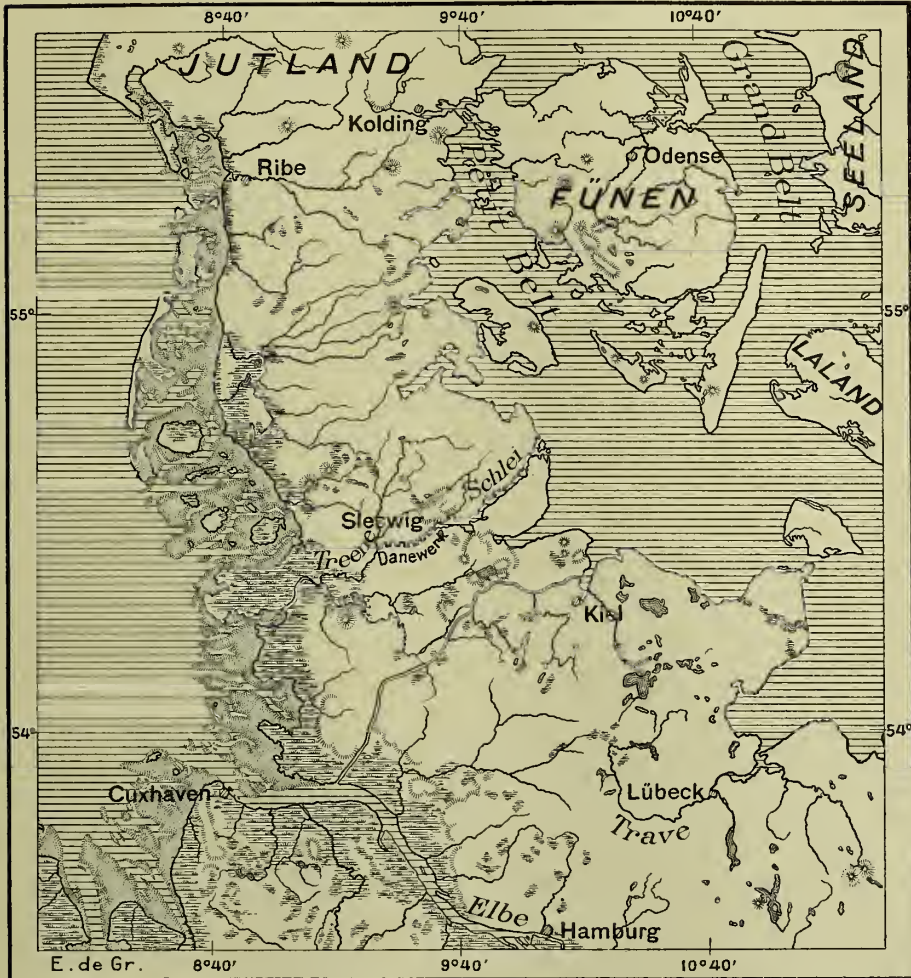 8°40′ 9°40′ 10°40′
JUTLAND
Grand Belt
SEELAND
Kolding
Petit Belt
Odense
Ribe
FÜNEN
55° 55°
LALAND
Schlei
Sleswig
Treene
Danewerk
Kiel
54° 54°
Cuxhaven
Lübeck
Trave
Elbe
Hamburg
E. de Gr.
8°40′ 9°40′ 10°40′